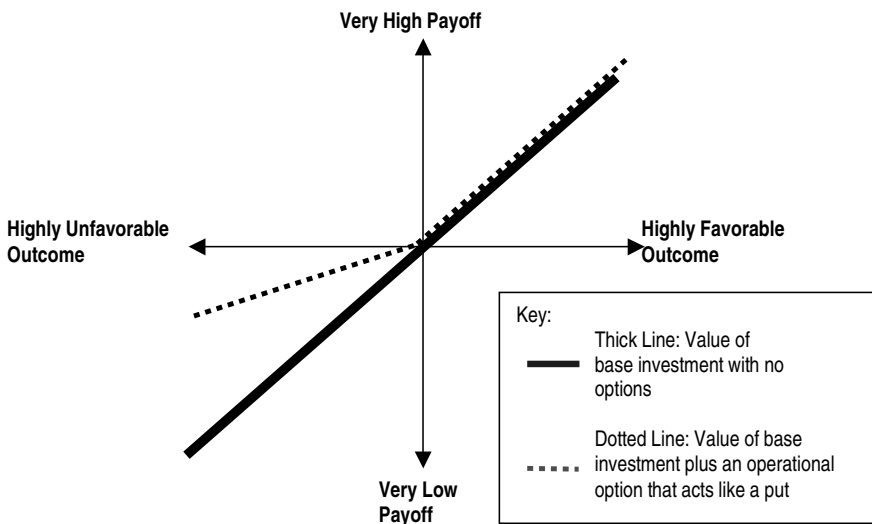 Very High Payoff
Highly Unfavorable
Outcome
Highly Favorable
Outcome
Key:
Thick Line: Value of
base investment with no
options
Dotted Line: Value of base
investment plus an operational
option that acts like a put
Very Low
Payoff